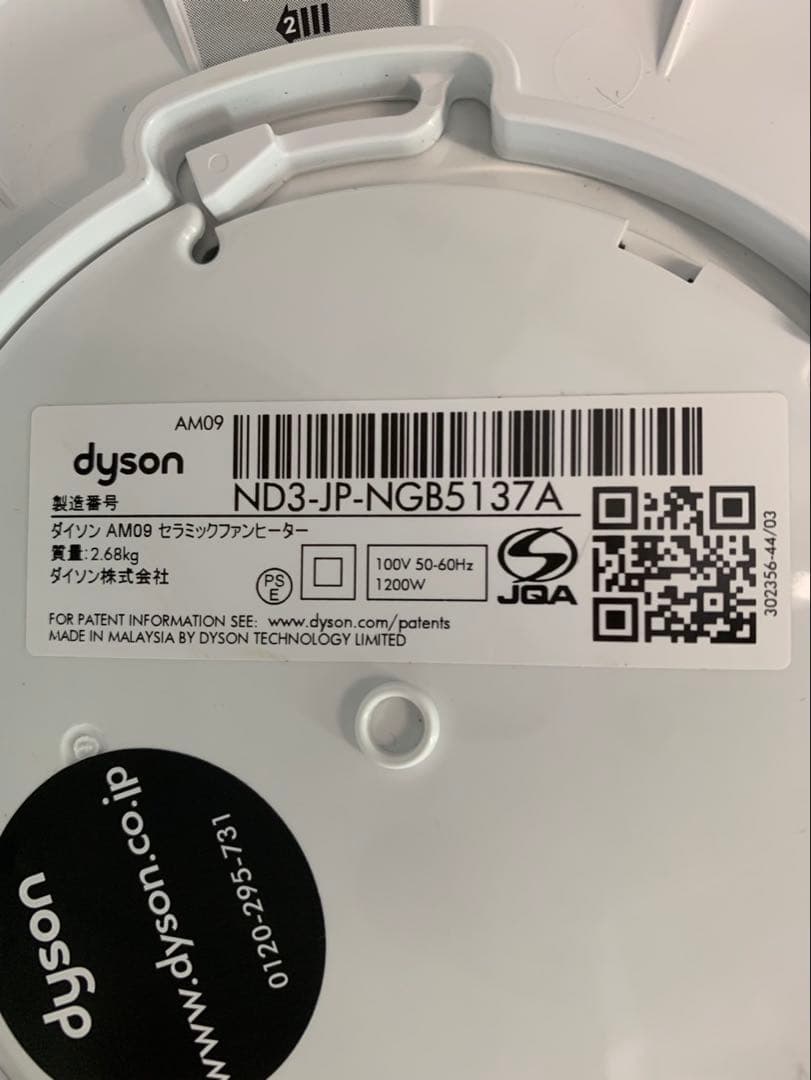 2
AM09
dyson
ND3-JP-NGB5137A
製造番号
ダイソン AM09 セラミックファンヒーター
質量:2.68kg
ダイソン株式会社
PS
E
100V 50-60Hz
1200W
S
JQA
302356-44/03
FOR PATENT INFORMATION SEE: www.dyson.com/patents
MADE IN MALAYSIA BY DYSON TECHNOLOGY LIMITED
dyson
www.dyson.co.jp
0120-295-731